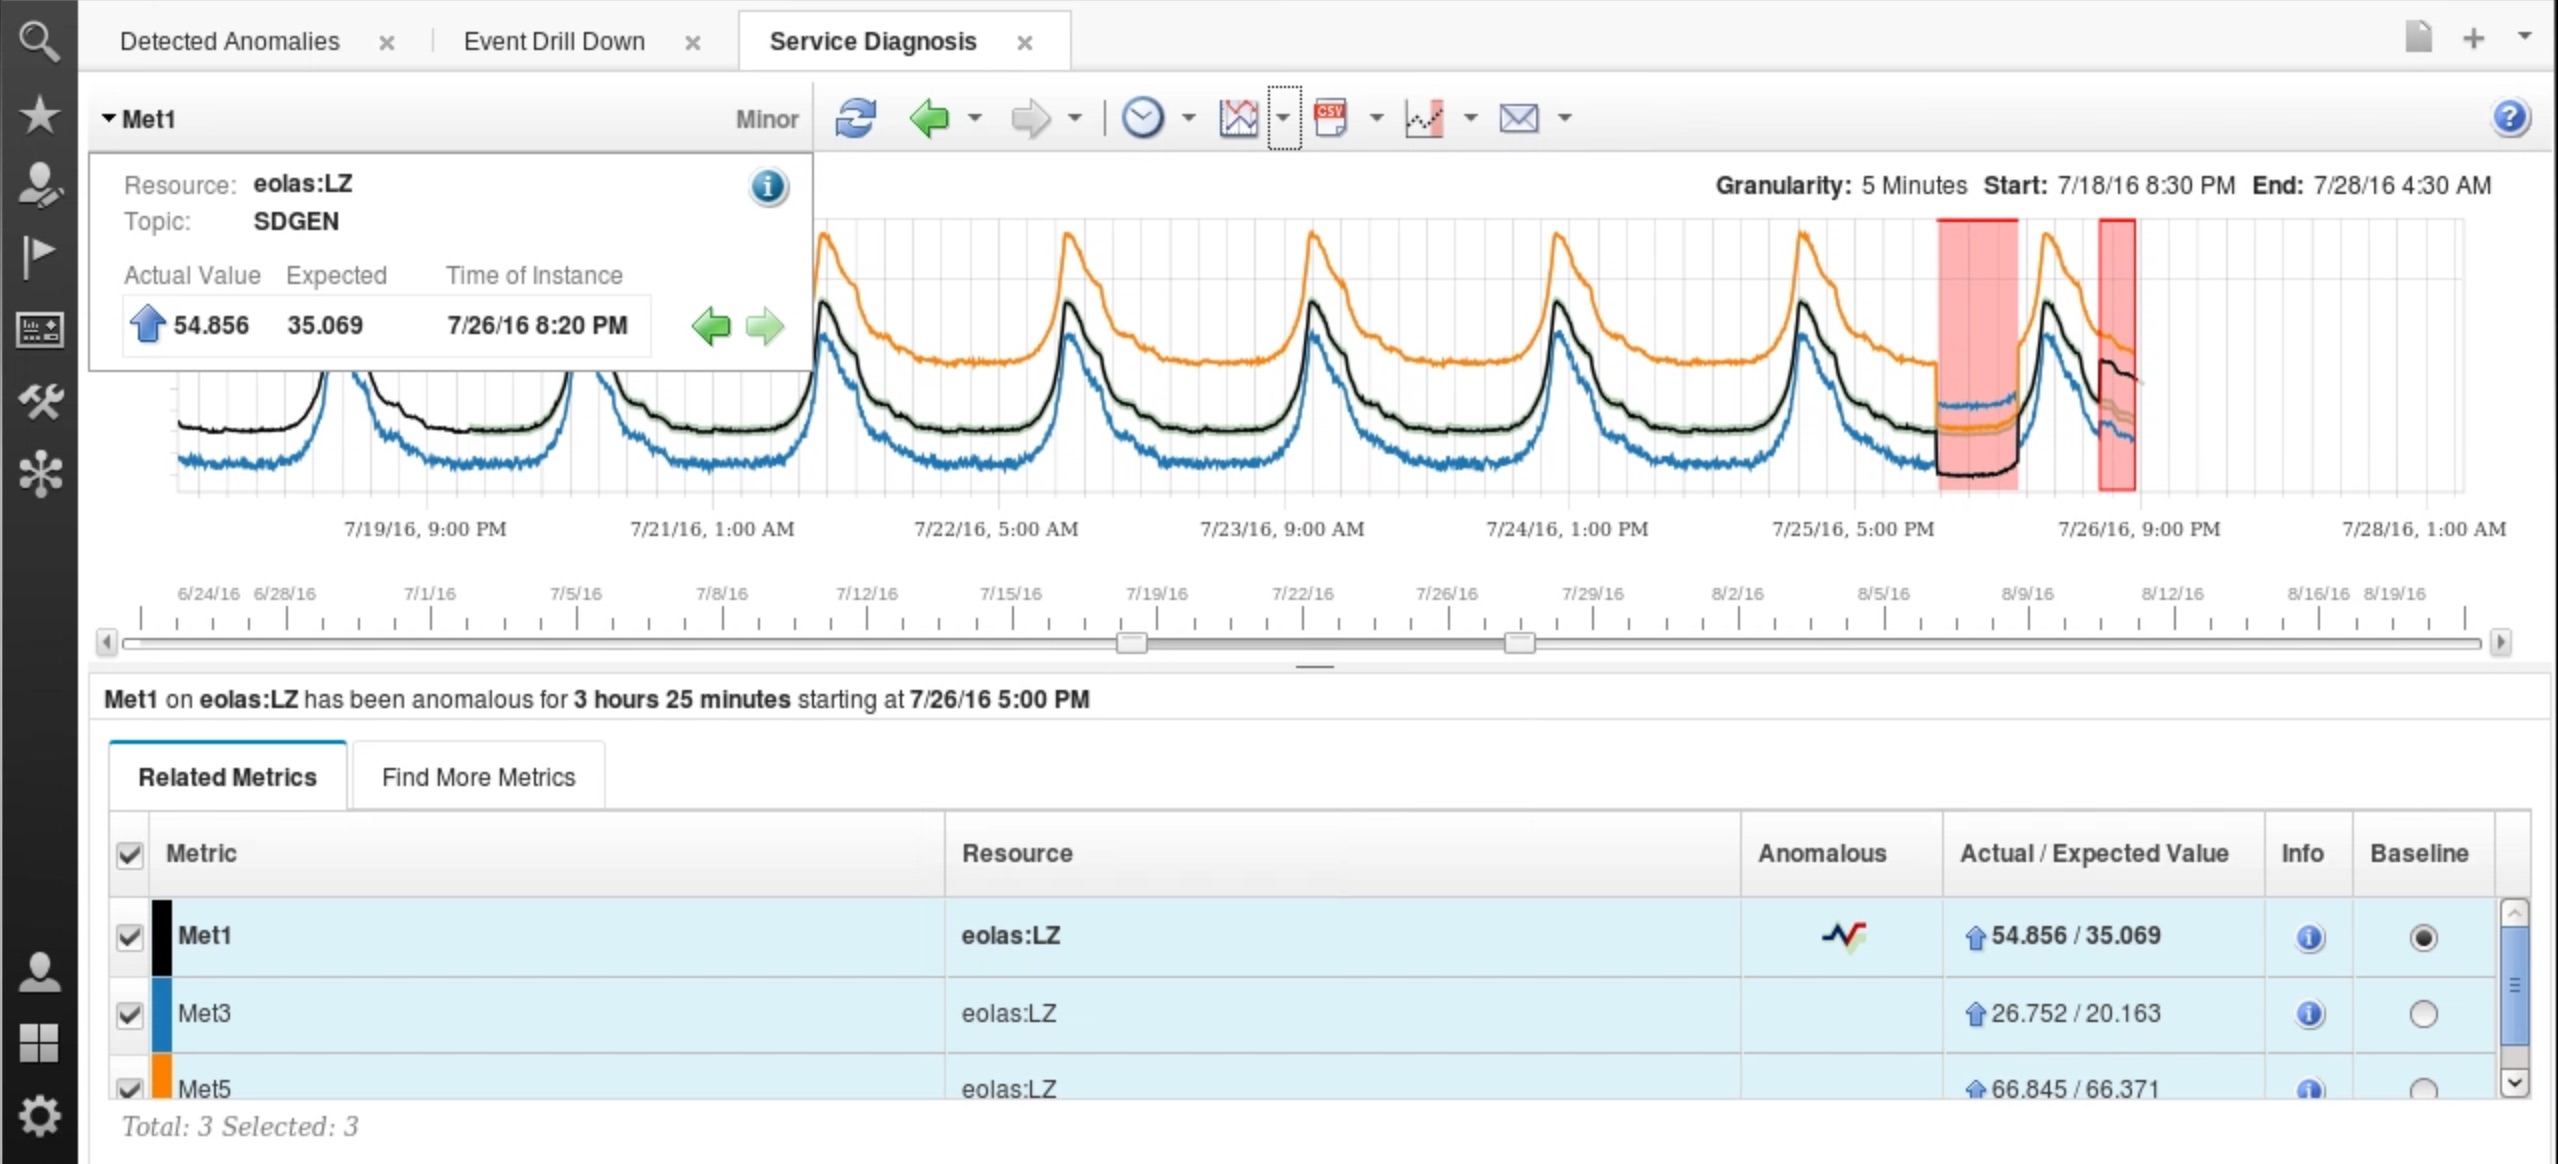 Detected Anomalies
Event Drill Down
Service Diagnosis
Met1
Minor
CSV
Resource: eolas:LZ
Topic: SDGEN
Actual Value Expected Time of Instance
54.856 35.069 7/26/16 8:20 PM
Granularity: 5 Minutes Start: 7/18/16 8:30 PM End: 7/28/16 4:30 AM
7/19/16, 9:00 PM 7/21/16, 1:00 AM 7/22/16, 5:00 AM 7/23/16, 9:00 AM 7/24/16, 1:00 PM 7/25/16, 5:00 PM 7/26/16, 9:00 PM 7/28/16, 1:00 AM
6/24/16 6/28/16 7/1/16 7/5/16 7/8/16 7/12/16 7/15/16 7/19/16 7/22/16 7/26/16 7/29/16 8/2/16 8/5/16 8/9/16 8/12/16 8/16/16 8/19/16
Met1 on eolas:LZ has been anomalous for 3 hours 25 minutes starting at 7/26/16 5:00 PM
Related Metrics Find More Metrics
Metric Resource Anomalous Actual / Expected Value Info Baseline
Met1 eolas:LZ 54.856 / 35.069
Met3 eolas:LZ 26.752 / 20.163
Met5 eolas:LZ 66.845 / 66.371
Total: 3 Selected: 3